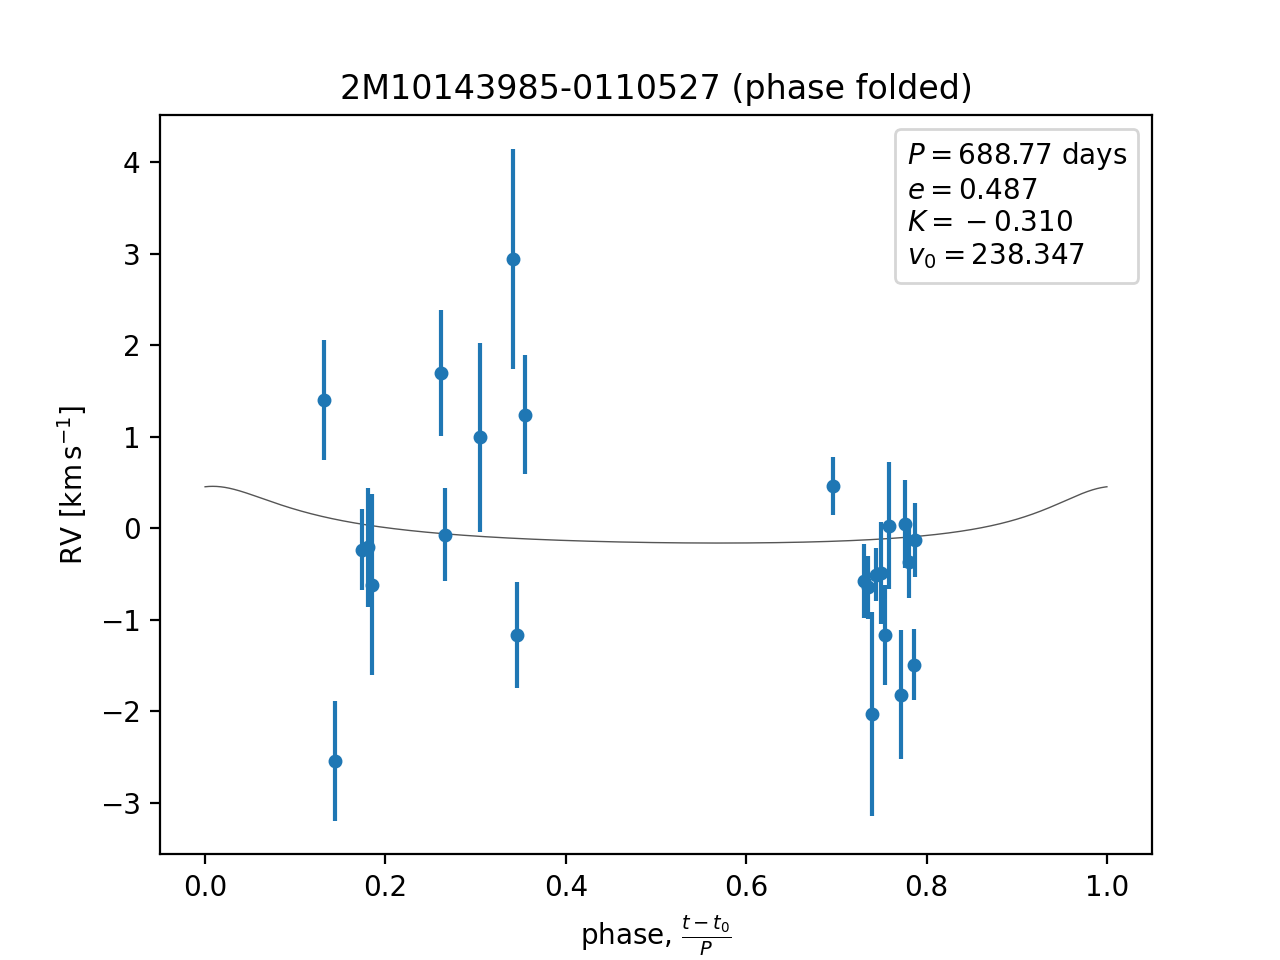 2M10143985-0110527 (phase folded)
P = 688.77 days
e = 0.487
K = −0.310
v₀ = 238.347
RV [km s⁻¹]
4
3
2
1
0
−1
−2
−3
0.0 0.2 0.4 0.6 0.8 1.0
phase, (t − t₀)/P